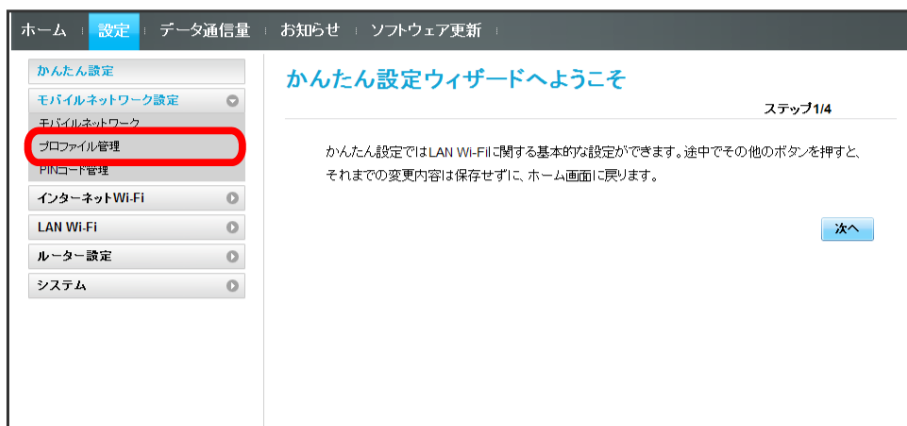 ホーム 設定 データ通信量 お知らせ ソフトウェア更新
かんたん設定
モバイルネットワーク設定
モバイルネットワーク
プロファイル管理
PINコード管理
インターネットWi-Fi
LAN Wi-Fi
ルーター設定
システム
かんたん設定ウィザードへようこそ
ステップ1/4
かんたん設定ではLAN Wi-Fiに関する基本的な設定ができます。途中でその他のボタンを押すと、
それまでの変更内容は保存せずに、ホーム画面に戻ります。
次へ